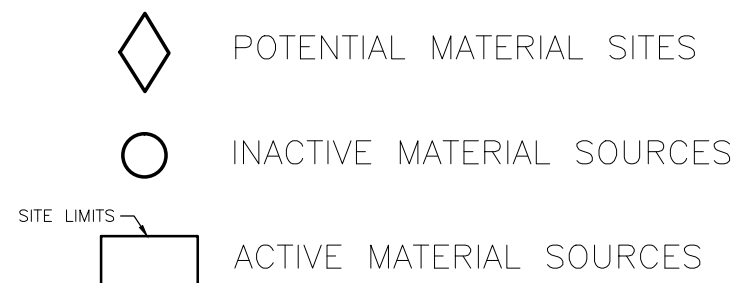 POTENTIAL MATERIAL SITES
INACTIVE MATERIAL SOURCES
SITE LIMITS
ACTIVE MATERIAL SOURCES